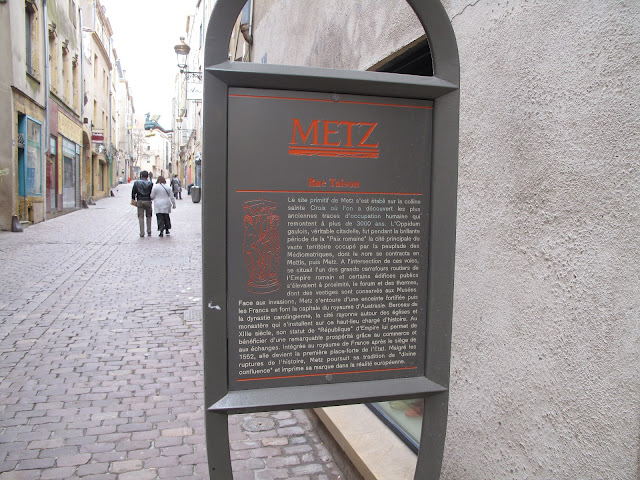 METZ
Rue Taison
Le site primitif de Metz s'est établi sur la colline
sainte Croix où l'on a découvert les plus
anciennes traces d'occupation humaine qui
remontent à plus de 3000 ans. L'Oppidum
gaulois, véritable citadelle, fut pendant la brillante
période de la "Paix romaine" la cité principale du
vaste territoire occupé par la peuplade des
Médiomatriques, dont le nom se contracta en
Mettis, puis Metz. A l'intersection de ces voies,
se situait l'un des grands carrefours routiers de
l'Empire romain et certains édifices publics
s'élevaient à proximité, le forum et des thermes,
dont des vestiges sont conservés aux Musées.
Face aux invasions, Metz s'entoure d'une enceinte fortifiée puis
les Francs en font la capitale du royaume d'Austrasie. Berceau de
la dynastie carolingienne, la cité rayonne autour des églises et
monastère qui s'installent sur ce haut-lieu chargé d'histoire. Au
XIIIe siècle, son statut de "République" d'Empire lui permet de
bénéficier d'une remarquable prospérité grâce au commerce et
aux échanges. Intégrée au royaume de France après le siège de
1552, elle devient la première place-forte de l'Etat. Malgré les
ruptures de l'histoire, Metz poursuit sa tradition de "divine
confluence" et imprime sa marque dans la réalité européenne.